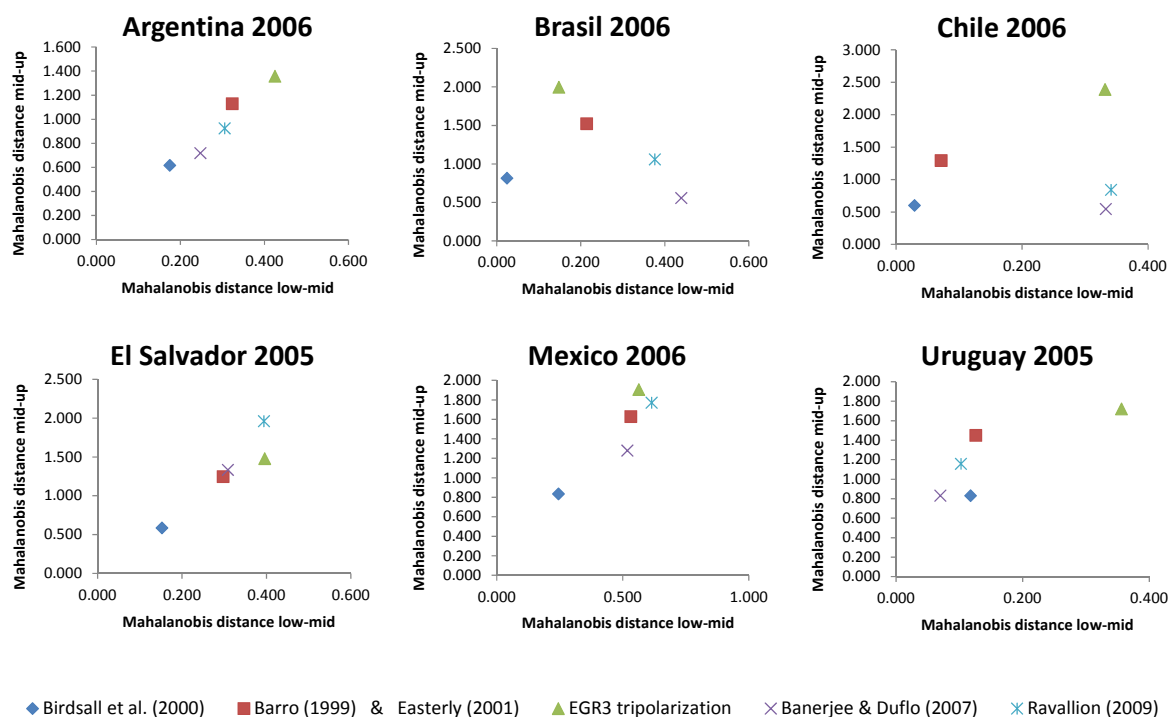 Argentina 2006
Mahalanobis distance mid-up
1.600
1.400
1.200
1.000
0.800
0.600
0.400
0.200
0.000
0.000 0.200 0.400 0.600
Mahalanobis distance low-mid
Brasil 2006
Mahalanobis distance mid-up
2.500
2.000
1.500
1.000
0.500
0.000
0.000 0.200 0.400 0.600
Mahalanobis distance low-mid
Chile 2006
Mahalanobis distance mid-up
3.000
2.500
2.000
1.500
1.000
0.500
0.000
0.000 0.200 0.400
Mahalanobis distance low-mid
El Salvador 2005
Mahalanobis distance mid-up
2.500
2.000
1.500
1.000
0.500
0.000
0.000 0.200 0.400 0.600
Mahalanobis distance low-mid
Mexico 2006
Mahalanobis distance mid-up
2.000
1.800
1.600
1.400
1.200
1.000
0.800
0.600
0.400
0.200
0.000
0.000 0.500 1.000
Mahalanobis distance low-mid
Uruguay 2005
Mahalanobis distance mid-up
2.000
1.800
1.600
1.400
1.200
1.000
0.800
0.600
0.400
0.200
0.000
0.000 0.200 0.400
Mahalanobis distance low-mid
Birdsall et al. (2000) Barro (1999) & Easterly (2001) EGR3 tripolarization Banerjee & Duflo (2007) Ravallion (2009)